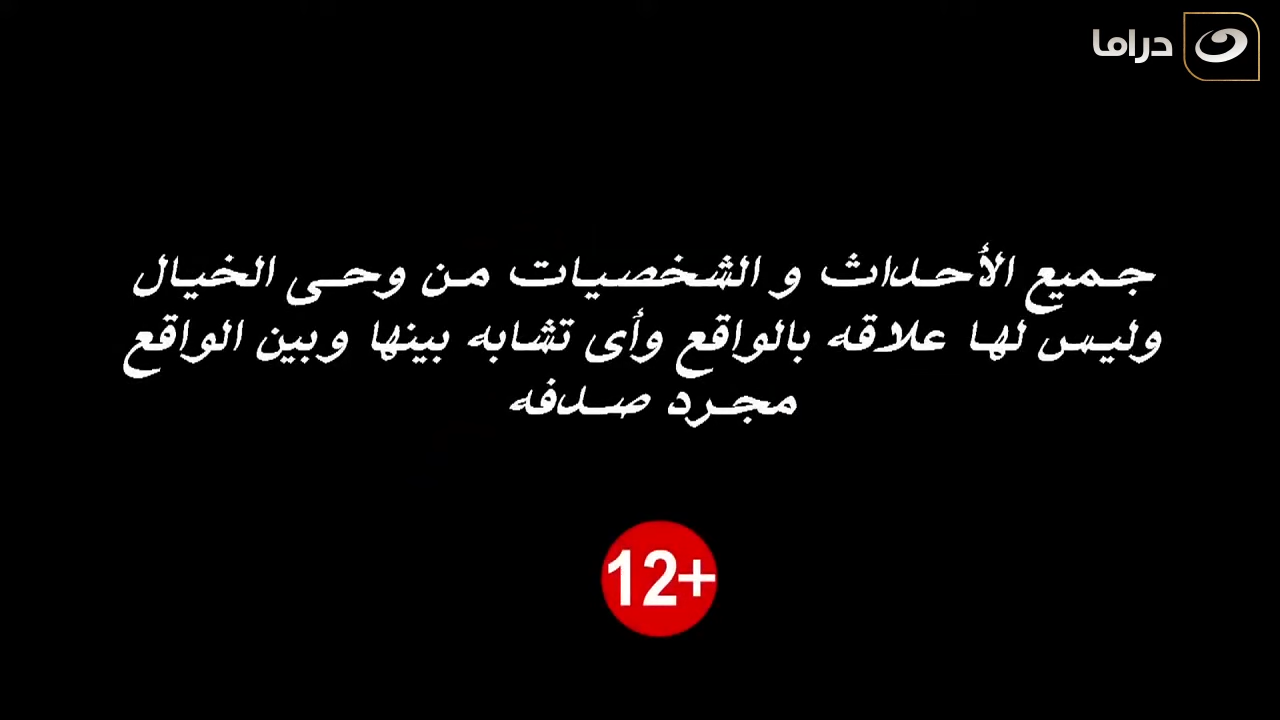 دراما
جميع الأحداث و الشخصيات من وحى الخيال
وليس لها علاقه بالواقع وأى تشابه بينها وبين الواقع
مجرد صدفه
12+